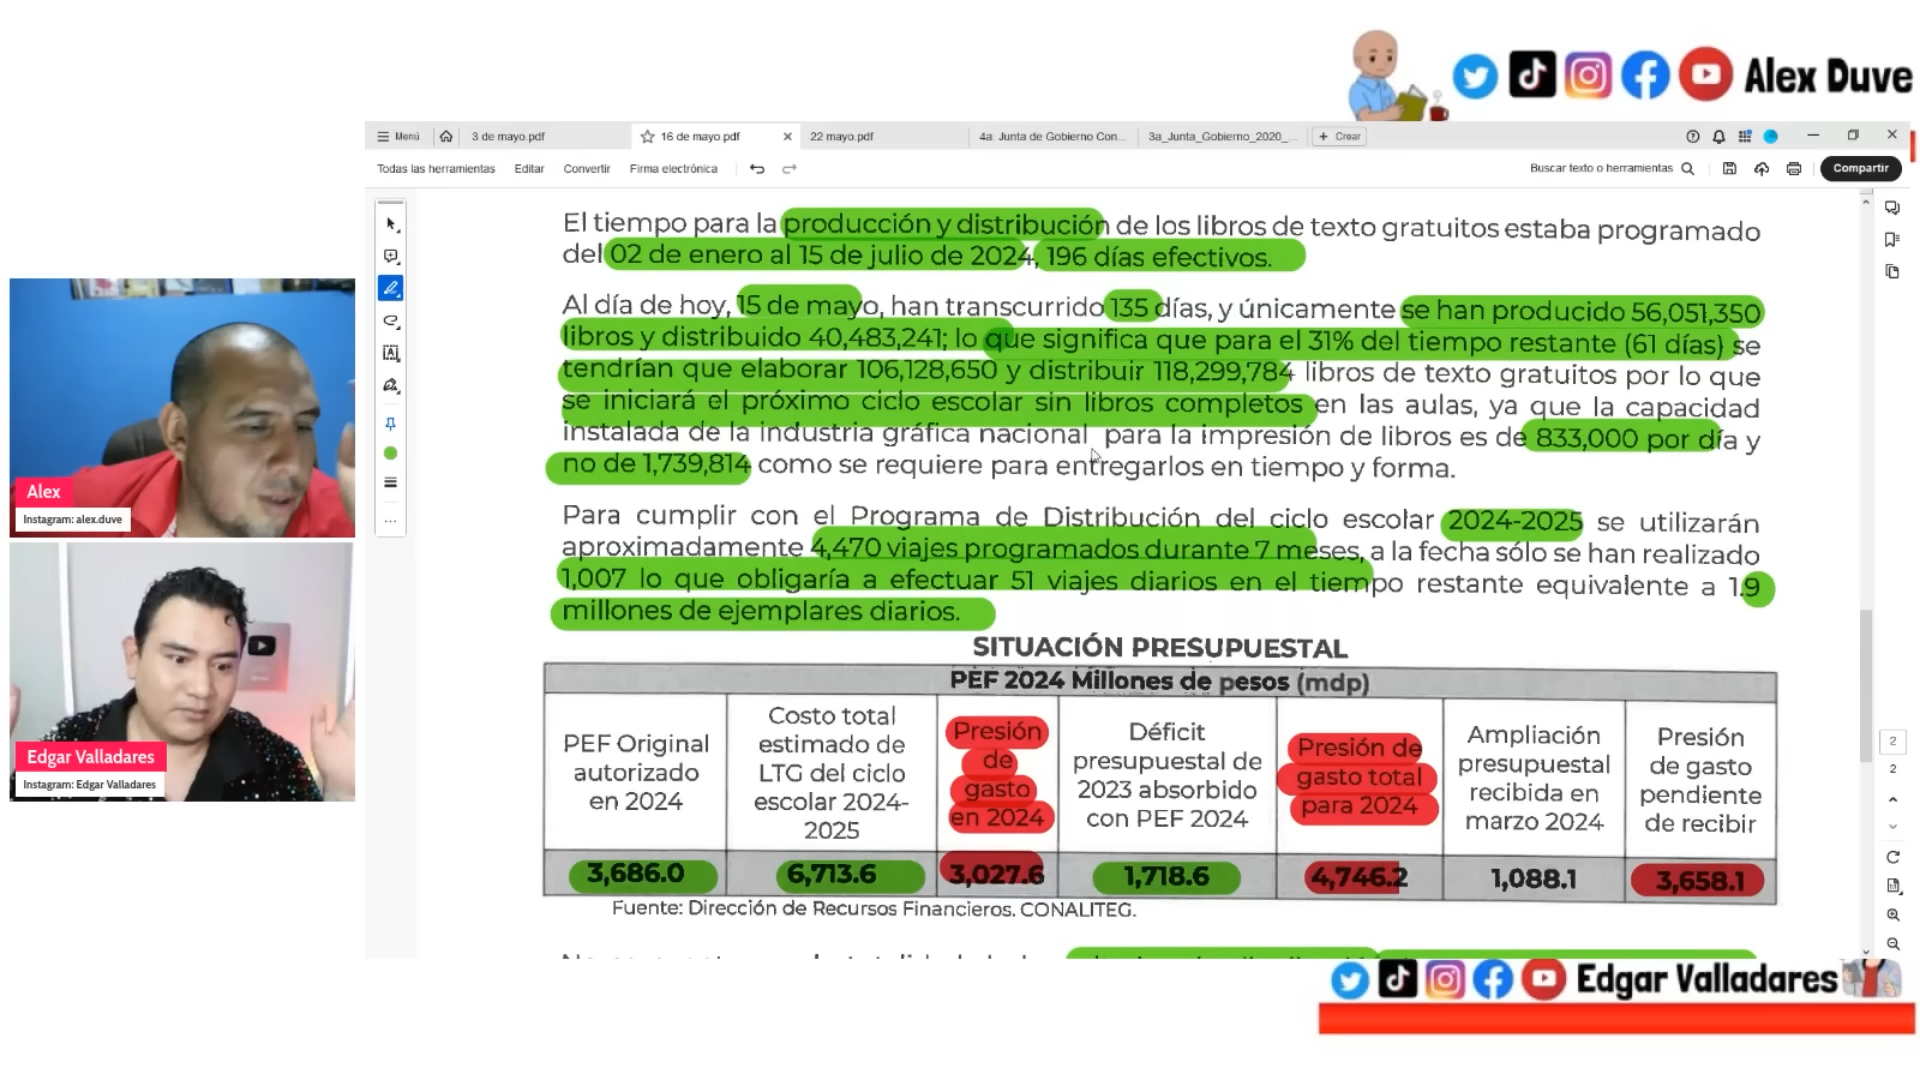 Alex Duve
Menú
3 de mayo.pdf
16 de mayo.pdf
22 mayo.pdf
4a. Junta de Gobierno Con...
3a_Junta_Gobierno_2020_...
+ Crear
Todas las herramientas
Editar
Convertir
Firma electrónica
Buscar texto o herramientas
Compartir
El tiempo para la producción y distribución de los libros de texto gratuitos estaba programado
del 02 de enero al 15 de julio de 2024, 196 días efectivos.
Al día de hoy, 15 de mayo, han transcurrido 135 días, y únicamente se han producido 56,051,350
libros y distribuido 40,483,241; lo que significa que para el 31% del tiempo restante (61 días) se
tendrían que elaborar 106,128,650 y distribuir 118,299,784 libros de texto gratuitos por lo que
se iniciará el próximo ciclo escolar sin libros completos en las aulas, ya que la capacidad
instalada de la industria gráfica nacional para la impresión de libros es de 833,000 por día y
no de 1,739,814 como se requiere para entregarlos en tiempo y forma.
Para cumplir con el Programa de Distribución del ciclo escolar 2024-2025 se utilizarán
aproximadamente 4,470 viajes programados durante 7 meses, a la fecha sólo se han realizado
1,007 lo que obligaría a efectuar 51 viajes diarios en el tiempo restante equivalente a 1.9
millones de ejemplares diarios.
SITUACIÓN PRESUPUESTAL
PEF 2024 Millones de pesos (mdp)
PEF Original
autorizado
en 2024
Costo total
estimado de
LTG del ciclo
escolar 2024-
2025
Presión
de
gasto
en 2024
Déficit
presupuestal de
2023 absorbido
con PEF 2024
Presión de
gasto total
para 2024
Ampliación
presupuestal
recibida en
marzo 2024
Presión
de gasto
pendiente
de recibir
3,686.0
6,713.6
3,027.6
1,718.6
4,746.2
1,088.1
3,658.1
Fuente: Dirección de Recursos Financieros. CONALITEG.
2
2
Alex
Instagram: alex.duve
Edgar Valladares
Instagram: Edgar Valladares
Edgar Valladares